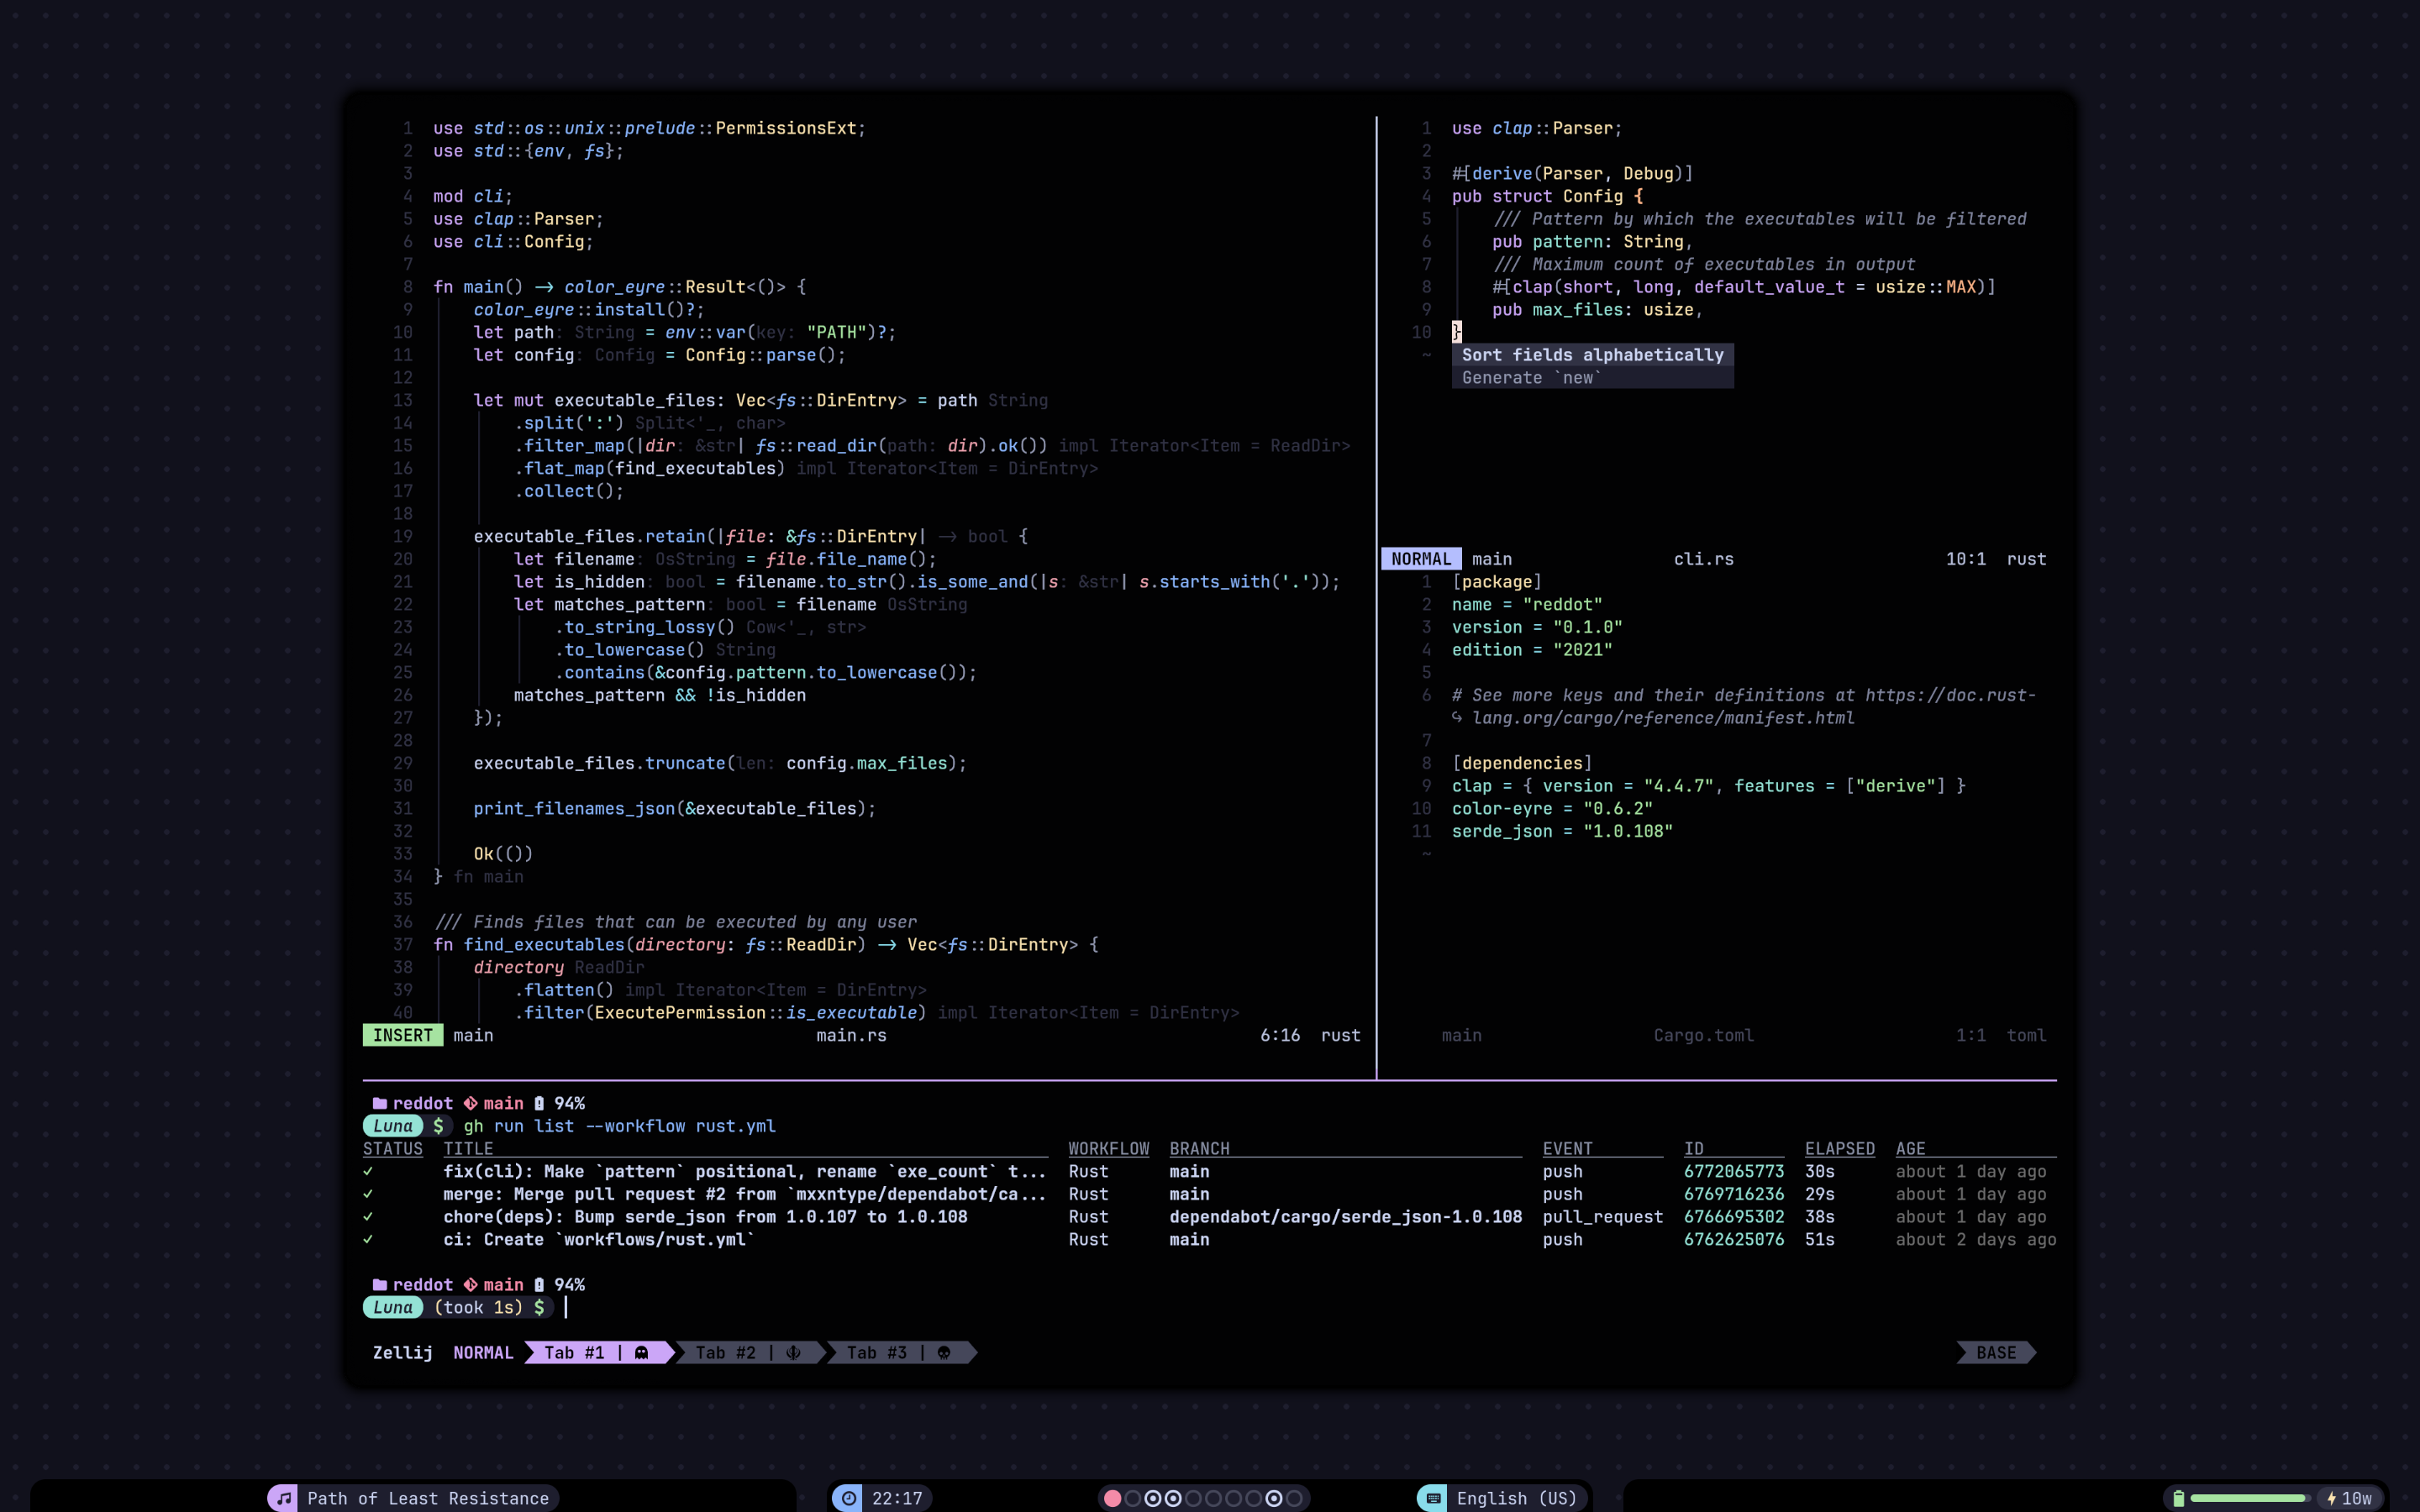 1 use std::os::unix::prelude::PermissionsExt;
2 use std::{env, fs};
3
4 mod cli;
5 use clap::Parser;
6 use cli::Config;
7
8 fn main() -> color_eyre::Result<()> {
9 color_eyre::install()?;
10 let path: String = env::var(key: "PATH")?;
11 let config: Config = Config::parse();
12
13 let mut executable_files: Vec<fs::DirEntry> = path String
14 .split(':') Split<'_, char>
15 .filter_map(|dir: &str| fs::read_dir(path: dir).ok()) impl Iterator<Item = ReadDir>
16 .flat_map(find_executables) impl Iterator<Item = DirEntry>
17 .collect();
18
19 executable_files.retain(|file: &fs::DirEntry| -> bool {
20 let filename: OsString = file.file_name();
21 let is_hidden: bool = filename.to_str().is_some_and(|s: &str| s.starts_with('.'));
22 let matches_pattern: bool = filename OsString
23 .to_string_lossy() Cow<'_, str>
24 .to_lowercase() String
25 .contains(&config.pattern.to_lowercase());
26 matches_pattern && !is_hidden
27 });
28
29 executable_files.truncate(len: config.max_files);
30
31 print_filenames_json(&executable_files);
32
33 Ok(())
34 } fn main
35
36 /// Finds files that can be executed by any user
37 fn find_executables(directory: fs::ReadDir) -> Vec<fs::DirEntry> {
38 directory ReadDir
39 .flatten() impl Iterator<Item = DirEntry>
40 .filter(ExecutePermission::is_executable) impl Iterator<Item = DirEntry>
INSERT main main.rs 6:16 rust
1 use clap::Parser;
2
3 #[derive(Parser, Debug)]
4 pub struct Config {
5 /// Pattern by which the executables will be filtered
6 pub pattern: String,
7 /// Maximum count of executables in output
8 #[clap(short, long, default_value_t = usize::MAX)]
9 pub max_files: usize,
10 }
~ Sort fields alphabetically
Generate `new`
NORMAL main cli.rs 10:1 rust
1 [package]
2 name = "reddot"
3 version = "0.1.0"
4 edition = "2021"
5
6 # See more keys and their definitions at https://doc.rust-
↪ lang.org/cargo/reference/manifest.html
7
8 [dependencies]
9 clap = { version = "4.4.7", features = ["derive"] }
10 color-eyre = "0.6.2"
11 serde_json = "1.0.108"
~
main Cargo.toml 1:1 toml
reddot main 94%
Luna $ gh run list --workflow rust.yml
STATUS TITLE WORKFLOW BRANCH EVENT ID ELAPSED AGE
✓ fix(cli): Make `pattern` positional, rename `exe_count` t... Rust main push 6772065773 30s about 1 day ago
✓ merge: Merge pull request #2 from `mxxntype/dependabot/ca... Rust main push 6769716236 29s about 1 day ago
✓ chore(deps): Bump serde_json from 1.0.107 to 1.0.108 Rust dependabot/cargo/serde_json-1.0.108 pull_request 6766695302 38s about 1 day ago
✓ ci: Create `workflows/rust.yml` Rust main push 6762625076 51s about 2 days ago
reddot main 94%
Luna (took 1s) $
Zellij NORMAL Tab #1 | Tab #2 | Tab #3 | BASE
Path of Least Resistance 22:17 English (US) 10w